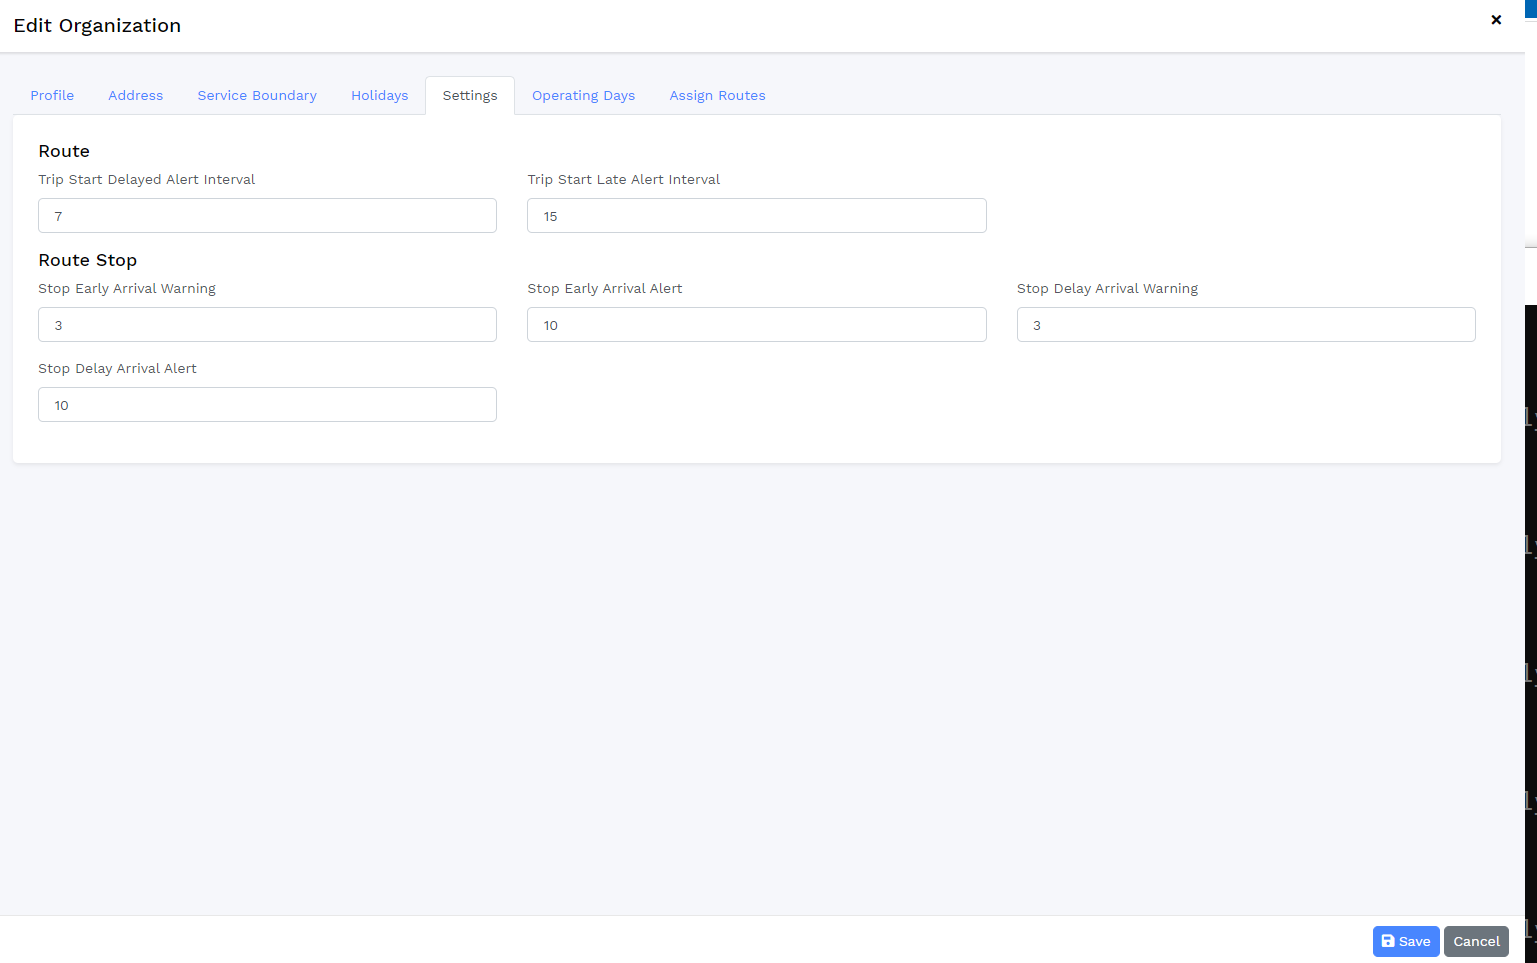 Edit Organization
Profile Address Service Boundary Holidays Settings Operating Days Assign Routes
Route
Trip Start Delayed Alert Interval Trip Start Late Alert Interval
7 15
Route Stop
Stop Early Arrival Warning Stop Early Arrival Alert Stop Delay Arrival Warning
3 10 3
Stop Delay Arrival Alert
10
Save Cancel